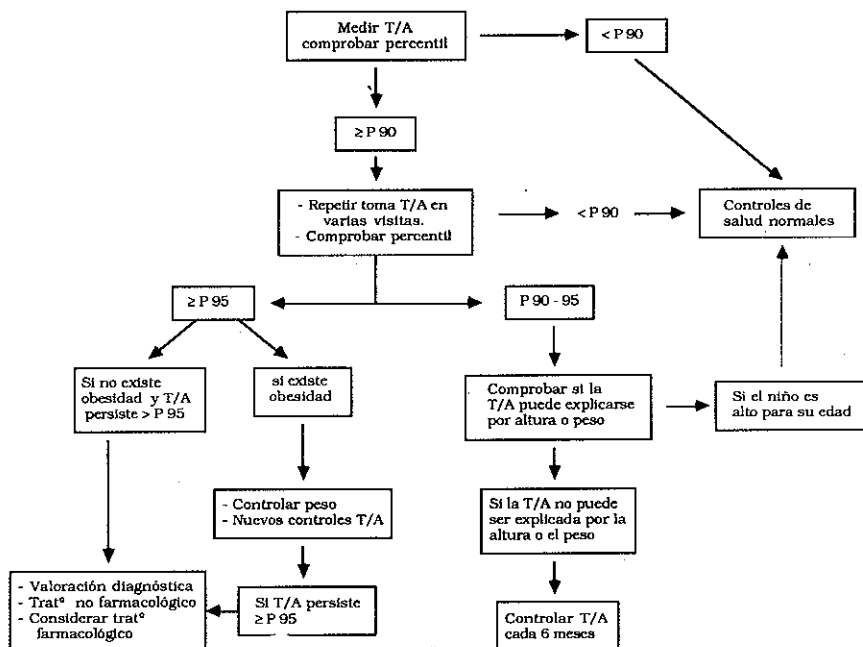 Medir T/A
comprobar percentil
< P 90
≥ P 90
- Repetir toma T/A en
varias visitas.
- Comprobar percentil
< P 90
Controles de
salud normales
≥ P 95
P 90 - 95
Si no existe
obesidad y T/A
persiste > P 95
si existe
obesidad
Comprobar si la
T/A puede explicarse
por altura o peso
Si el niño es
alto para su edad
- Controlar peso
- Nuevos controles T/A
Si la T/A no puede
ser explicada por la
altura o el peso
- Valoración diagnóstica
- Tratº no farmacológico
- Considerar tratº
farmacológico
Si T/A persiste
≥ P 95
Controlar T/A
cada 6 meses